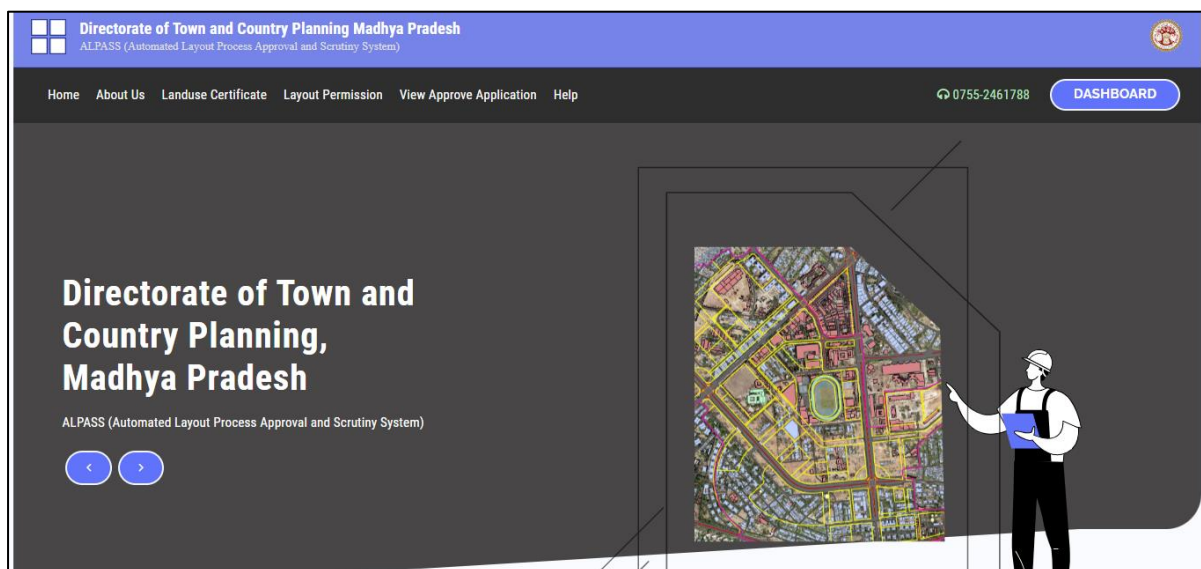 Directorate of Town and Country Planning Madhya Pradesh
ALPASS (Automated Layout Process Approval and Scrutiny System)
Home About Us Landuse Certificate Layout Permission View Approve Application Help 0755-2461788 DASHBOARD
Directorate of Town and
Country Planning,
Madhya Pradesh
ALPASS (Automated Layout Process Approval and Scrutiny System)